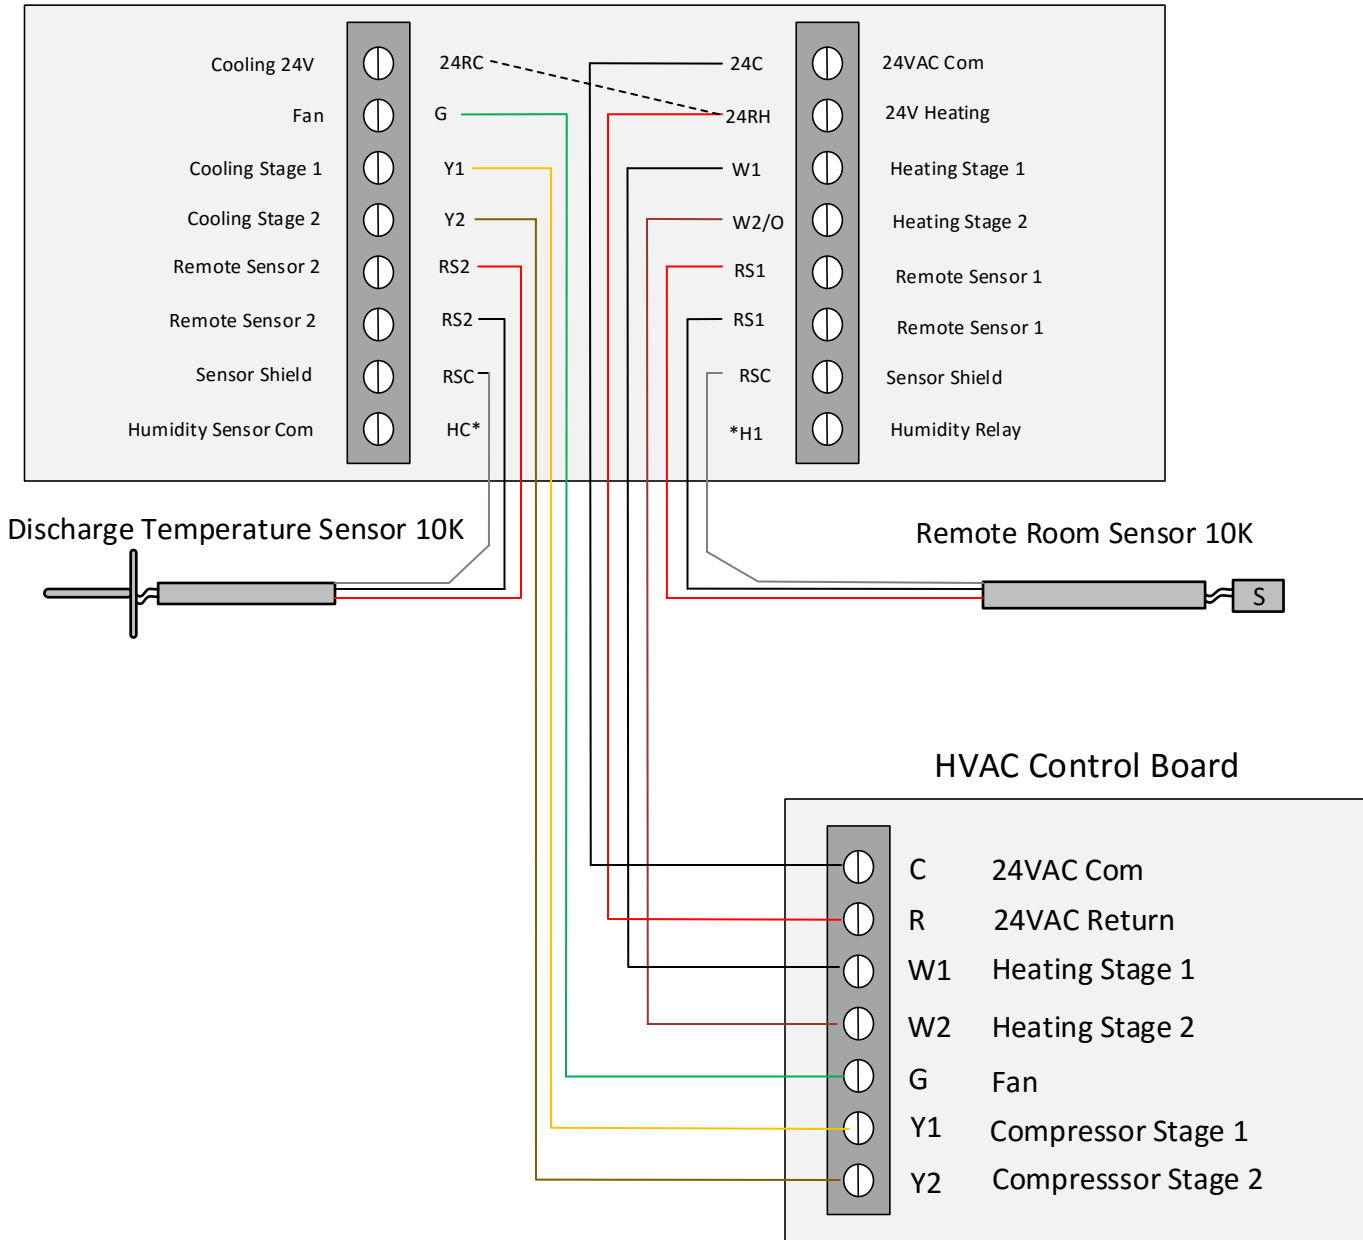 Cooling 24V 24RC 24C 24VAC Com
Fan G 24RH 24V Heating
Cooling Stage 1 Y1 W1 Heating Stage 1
Cooling Stage 2 Y2 W2/O Heating Stage 2
Remote Sensor 2 RS2 RS1 Remote Sensor 1
Remote Sensor 2 RS2 RS1 Remote Sensor 1
Sensor Shield RSC RSC Sensor Shield
Humidity Sensor Com HC* *H1 Humidity Relay
Discharge Temperature Sensor 10K
Remote Room Sensor 10K
S
HVAC Control Board
C 24VAC Com
R 24VAC Return
W1 Heating Stage 1
W2 Heating Stage 2
G Fan
Y1 Compressor Stage 1
Y2 Compresssor Stage 2